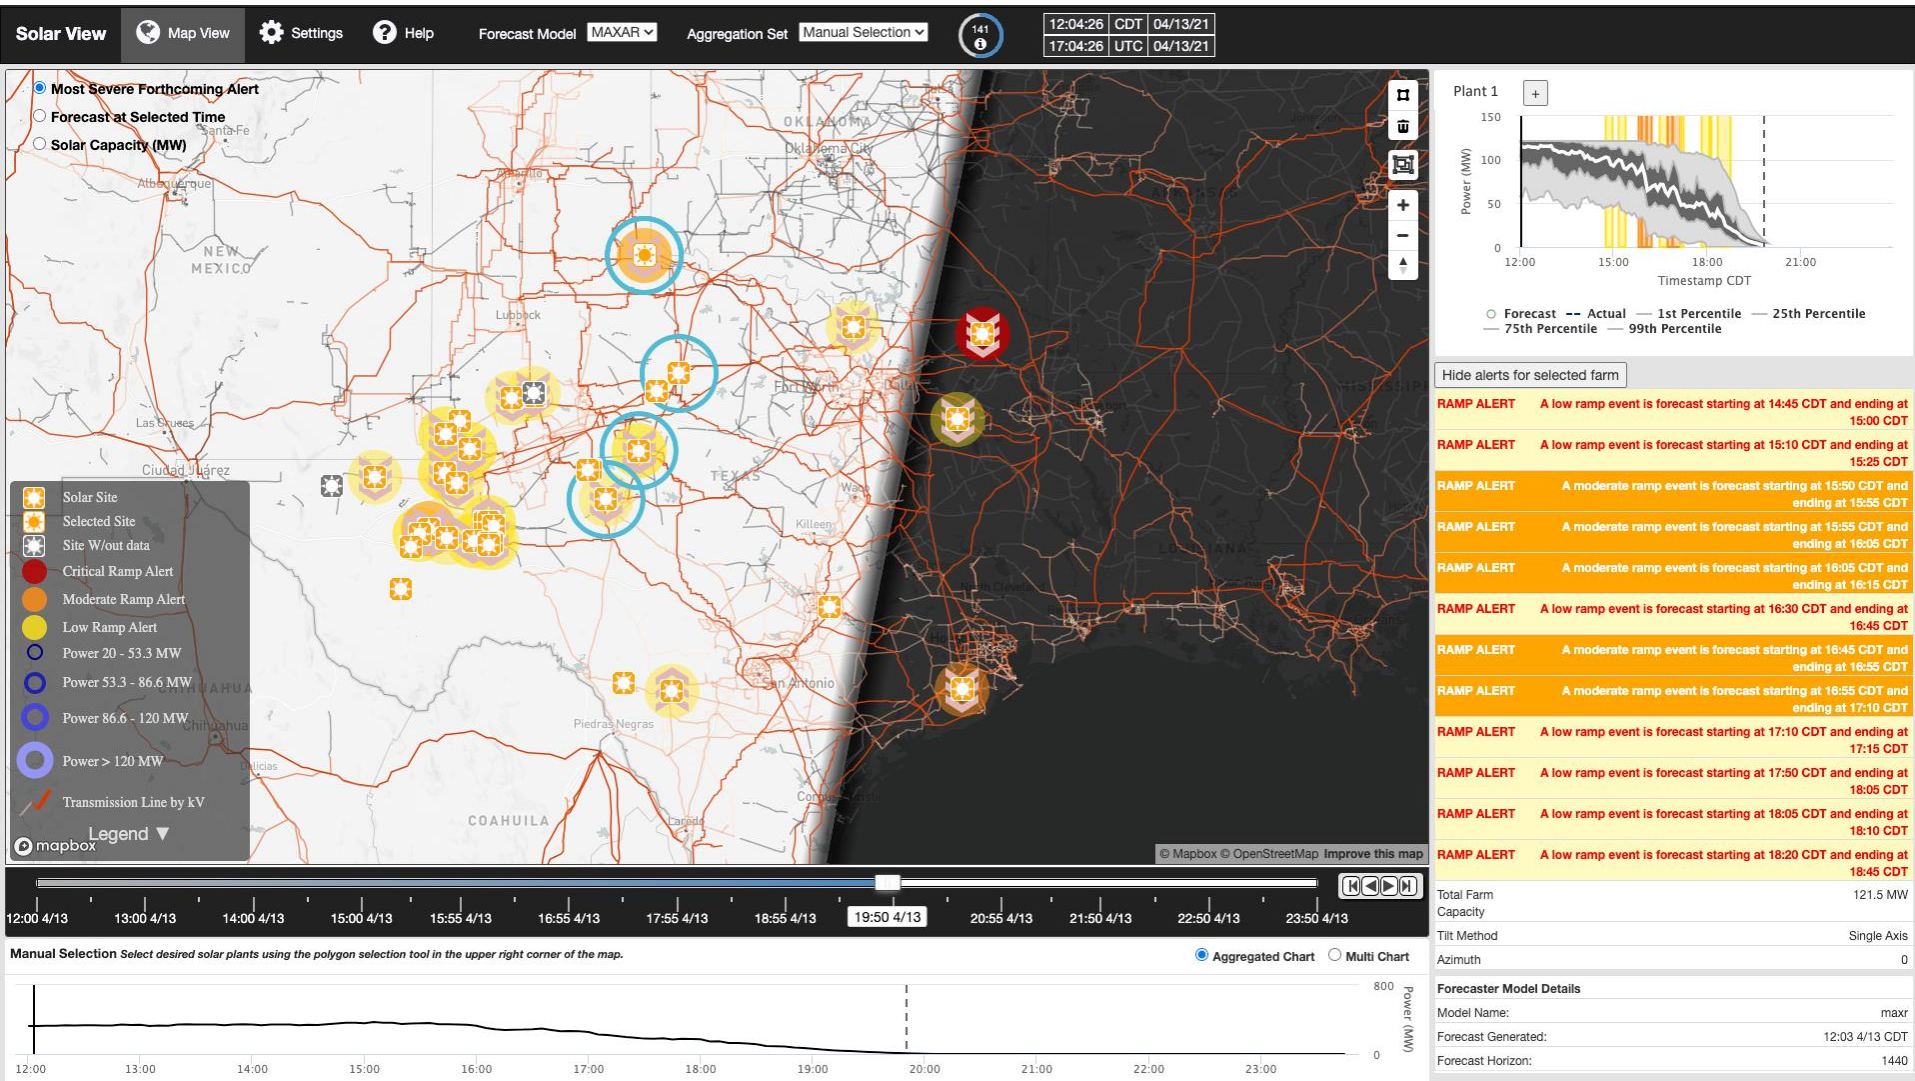 Solar View
Map View
Settings
Help
Forecast Model MAXAR
Aggregation Set Manual Selection
141
12:04:26 CDT 04/13/21
17:04:26 UTC 04/13/21
Most Severe Forthcoming Alert
Forecast at Selected Time
Solar Capacity (MW)
Santa Fe
Albuquerque
NEW
MEXICO
Amarillo
OKLAHOMA
Oklahoma City
Tulsa
ARKANSAS
Lubbock
Fort Worth
Dallas
MISSISSIPPI
Las Cruces
Ciudad Juárez
TEXAS
Waco
Killeen
LOUISIANA
North Cleveland
San Antonio
Piedras Negras
CHIHUAHUA
Chihuahua
Delicias
COAHUILA
Laredo
Corpus Christi
Solar Site
Selected Site
Site W/out data
Critical Ramp Alert
Moderate Ramp Alert
Low Ramp Alert
Power 20 - 53.3 MW
Power 53.3 - 86.6 MW
Power 86.6 - 120 MW
Power > 120 MW
Transmission Line by kV
Legend ▼
mapbox
© Mapbox © OpenStreetMap Improve this map
12:00 4/13
13:00 4/13
14:00 4/13
15:00 4/13
15:55 4/13
16:55 4/13
17:55 4/13
18:55 4/13
19:50 4/13
20:55 4/13
21:50 4/13
22:50 4/13
23:50 4/13
Manual Selection Select desired solar plants using the polygon selection tool in the upper right corner of the map.
Aggregated Chart
Multi Chart
800
0
Power (MW)
12:00 13:00 14:00 15:00 16:00 17:00 18:00 19:00 20:00 21:00 22:00 23:00
Plant 1 +
150
100
50
0
Power (MW)
12:00 15:00 18:00 21:00
Timestamp CDT
Forecast Actual 1st Percentile 25th Percentile
75th Percentile 99th Percentile
Hide alerts for selected farm
RAMP ALERT A low ramp event is forecast starting at 14:45 CDT and ending at
15:00 CDT
RAMP ALERT A low ramp event is forecast starting at 15:10 CDT and ending at
15:25 CDT
RAMP ALERT A moderate ramp event is forecast starting at 15:50 CDT and
ending at 15:55 CDT
RAMP ALERT A moderate ramp event is forecast starting at 15:55 CDT and
ending at 16:05 CDT
RAMP ALERT A moderate ramp event is forecast starting at 16:05 CDT and
ending at 16:15 CDT
RAMP ALERT A low ramp event is forecast starting at 16:30 CDT and ending at
16:45 CDT
RAMP ALERT A moderate ramp event is forecast starting at 16:45 CDT and
ending at 16:55 CDT
RAMP ALERT A moderate ramp event is forecast starting at 16:55 CDT and
ending at 17:10 CDT
RAMP ALERT A low ramp event is forecast starting at 17:10 CDT and ending at
17:15 CDT
RAMP ALERT A low ramp event is forecast starting at 17:50 CDT and ending at
18:05 CDT
RAMP ALERT A low ramp event is forecast starting at 18:05 CDT and ending at
18:10 CDT
RAMP ALERT A low ramp event is forecast starting at 18:20 CDT and ending at
18:45 CDT
Total Farm
Capacity
121.5 MW
Tilt Method Single Axis
Azimuth 0
Forecaster Model Details
Model Name: maxr
Forecast Generated: 12:03 4/13 CDT
Forecast Horizon: 1440